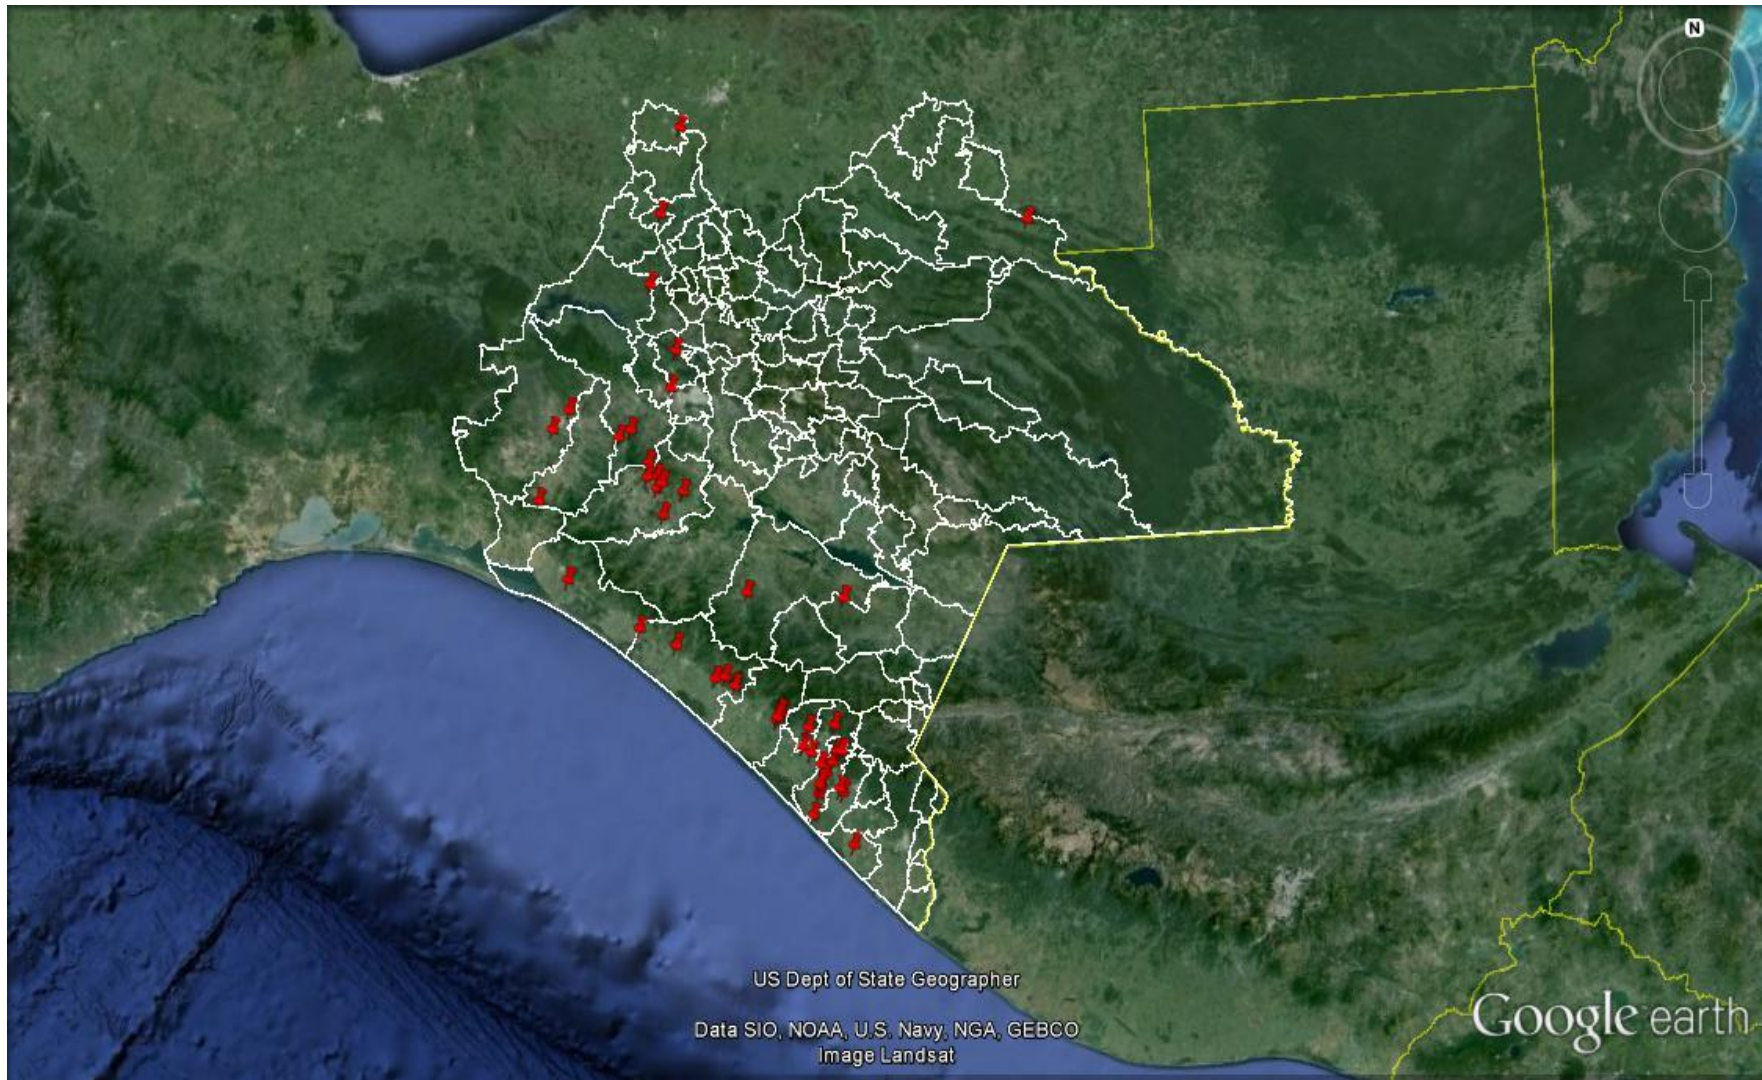 N
US Dept of State Geographer
Data SIO, NOAA, U.S. Navy, NGA, GEBCO
Image Landsat
Google earth